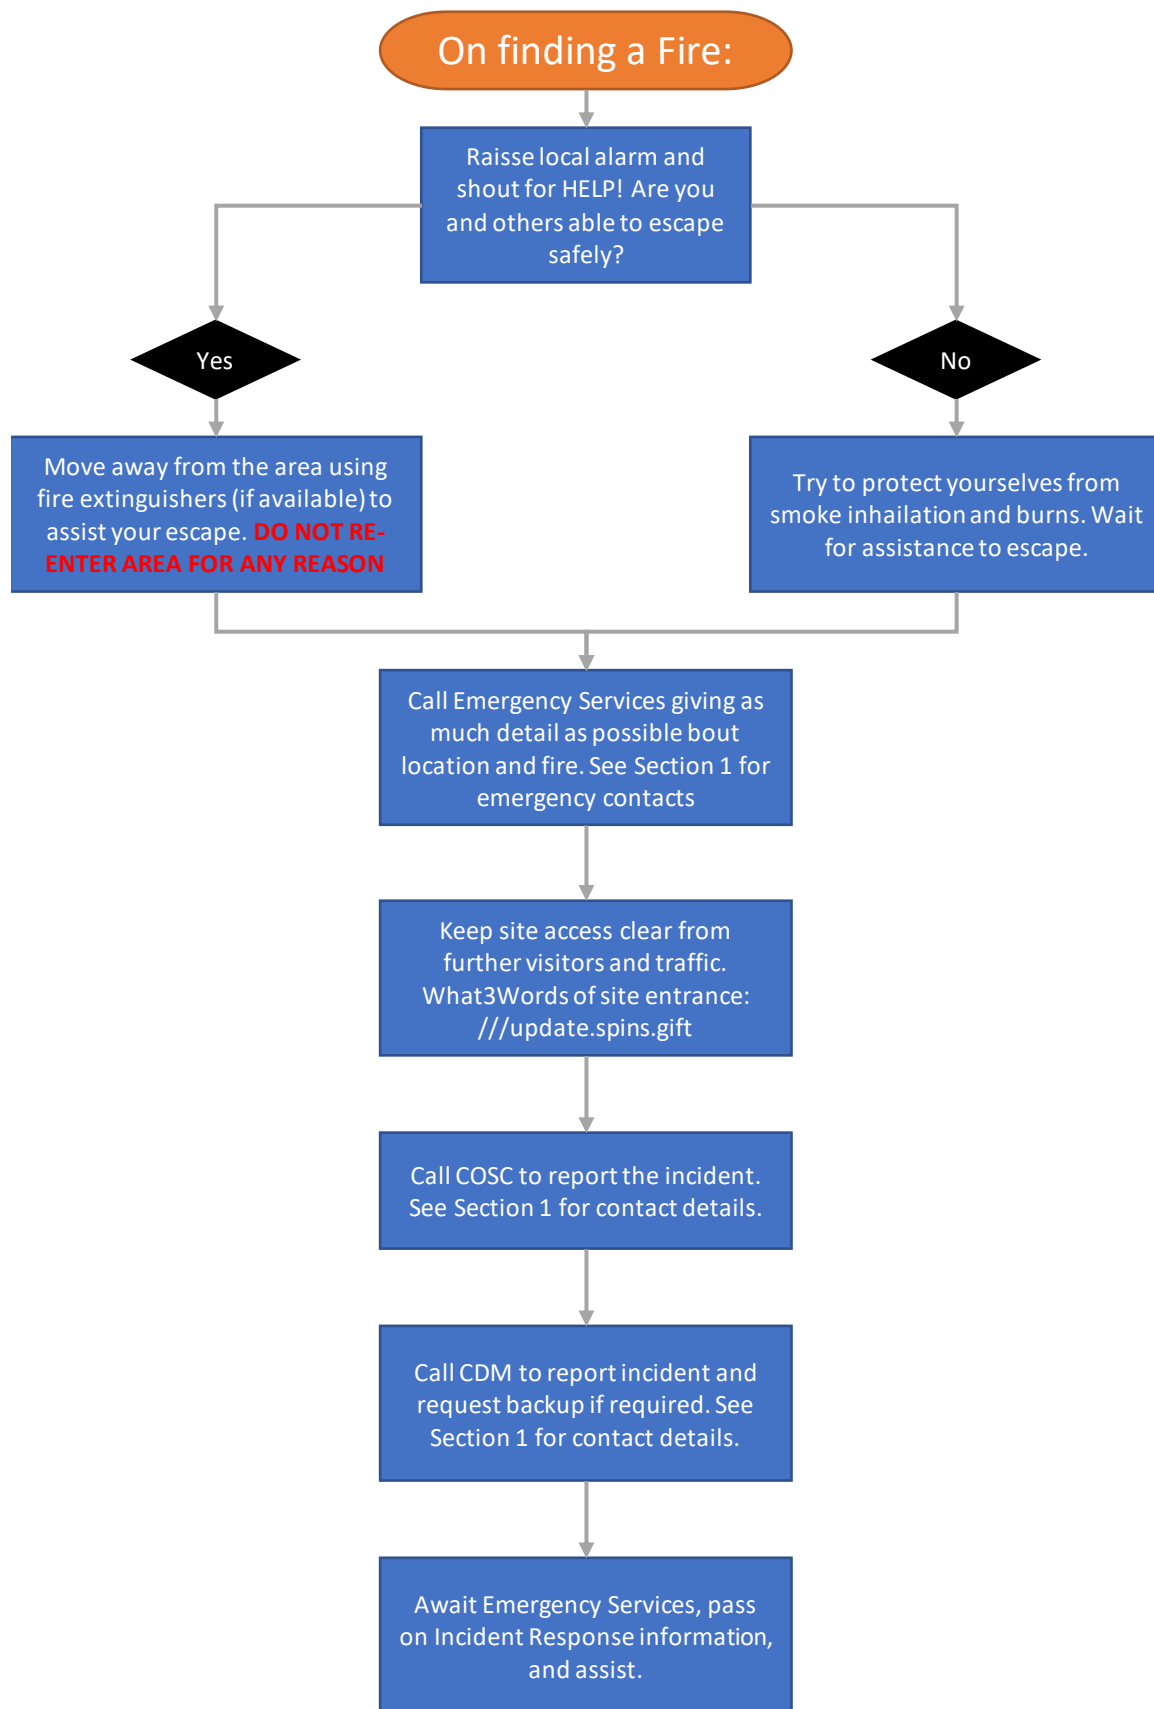 On finding a Fire:
Raisse local alarm and
shout for HELP! Are you
and others able to escape
safely?
Yes
No
Move away from the area using
fire extinguishers (if available) to
assist your escape. DO NOT RE-
ENTER AREA FOR ANY REASON
Try to protect yourselves from
smoke inhailation and burns. Wait
for assistance to escape.
Call Emergency Services giving as
much detail as possible bout
location and fire. See Section 1 for
emergency contacts
Keep site access clear from
further visitors and traffic.
What3Words of site entrance:
///update.spins.gift
Call COSC to report the incident.
See Section 1 for contact details.
Call CDM to report incident and
request backup if required. See
Section 1 for contact details.
Await Emergency Services, pass
on Incident Response information,
and assist.